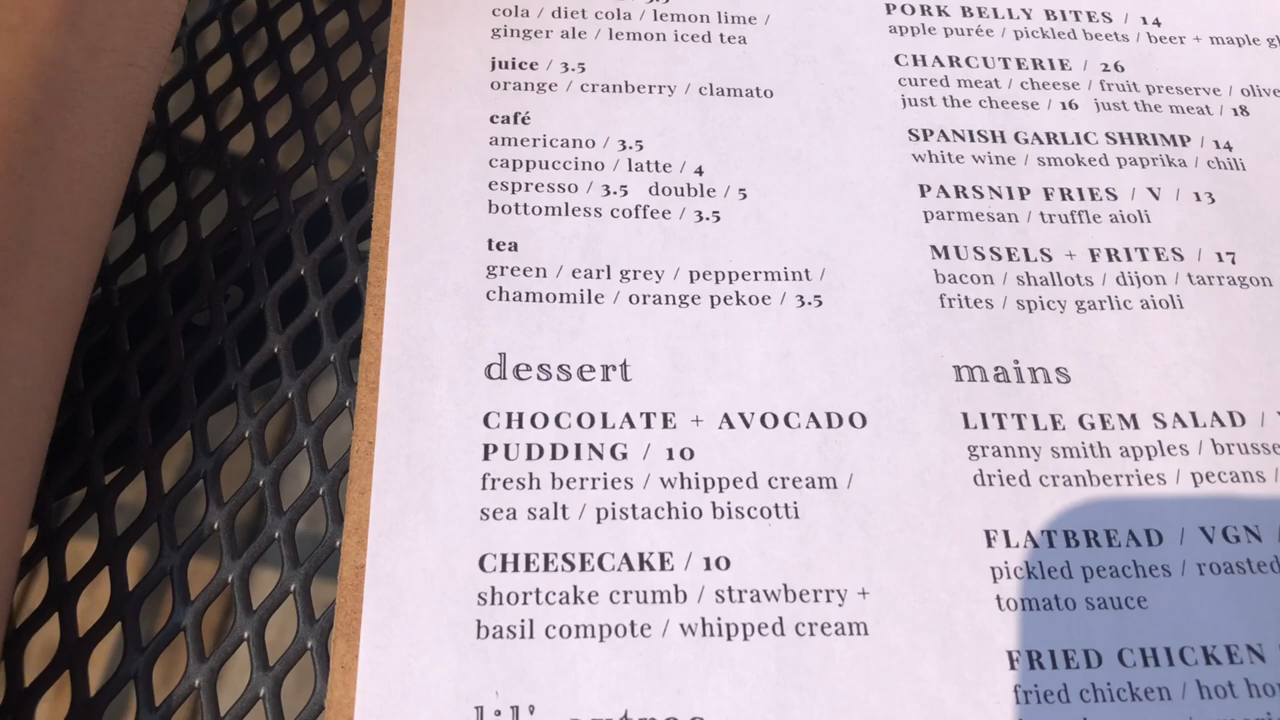 cola / diet cola / lemon lime /
ginger ale / lemon iced tea
juice / 3.5
orange / cranberry / clamato
café
americano / 3.5
cappuccino / latte / 4
espresso / 3.5 double / 5
bottomless coffee / 3.5
tea
green / earl grey / peppermint /
chamomile / orange pekoe / 3.5
dessert
CHOCOLATE + AVOCADO
PUDDING / 10
fresh berries / whipped cream /
sea salt / pistachio biscotti
CHEESECAKE / 10
shortcake crumb / strawberry +
basil compote / whipped cream
PORK BELLY BITES / 14
apple purée / pickled beets / beer + maple
CHARCUTERIE / 26
cured meat / cheese / fruit preserve / olive
just the cheese / 16 just the meat / 18
SPANISH GARLIC SHRIMP / 14
white wine / smoked paprika / chili
PARSNIP FRIES / V / 13
parmesan / truffle aioli
MUSSELS + FRITES / 17
bacon / shallots / dijon / tarragon
frites / spicy garlic aioli
mains
LITTLE GEM SALAD /
granny smith apples /
dried cranberries / pecans /
FLATBREAD / VGN /
pickled peaches / roasted
tomato sauce
FRIED CHICKEN
fried chicken / hot